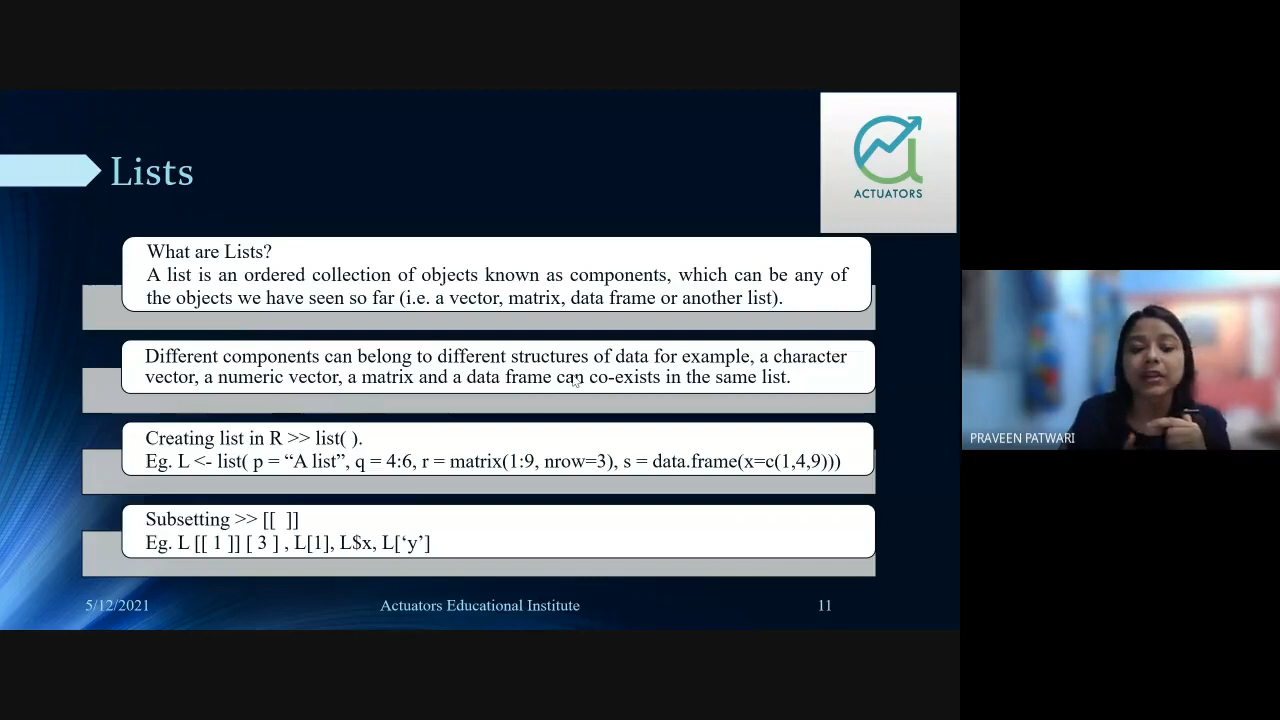 Lists
ACTUATORS
What are Lists?
A list is an ordered collection of objects known as components, which can be any of
the objects we have seen so far (i.e. a vector, matrix, data frame or another list).
Different components can belong to different structures of data for example, a character
vector, a numeric vector, a matrix and a data frame can co-exists in the same list.
Creating list in R >> list( ).
Eg. L <- list( p = “A list”, q = 4:6, r = matrix(1:9, nrow=3), s = data.frame(x=c(1,4,9)))
Subsetting >> [[  ]]
Eg. L [[ 1 ]] [ 3 ] , L[1], L$x, L[‘y’]
5/12/2021
Actuators Educational Institute
11
PRAVEEN PATWARI